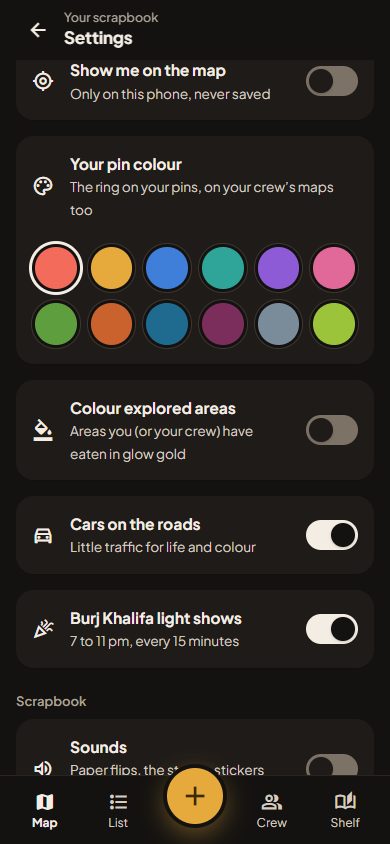 Your scrapbook
Settings
Show me on the map
Only on this phone, never saved
Your pin colour
The ring on your pins, on your crew's maps
too
Colour explored areas
Areas you (or your crew) have
eaten in glow gold
Cars on the roads
Little traffic for life and colour
Burj Khalifa light shows
7 to 11 pm, every 15 minutes
Scrapbook
Sounds
Paper flips, the stickers
Map
List
Crew
Shelf